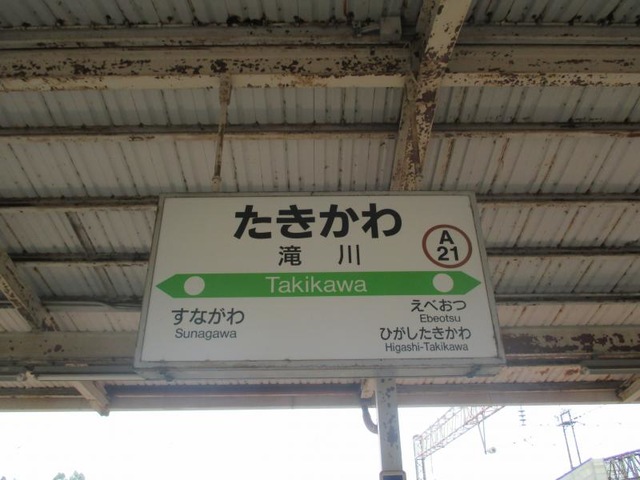 たきかわ
滝川
A
21
Takikawa
すながわ
Sunagawa
えべおつ
Ebeotsu
ひがしたきかわ
Higashi-Takikawa